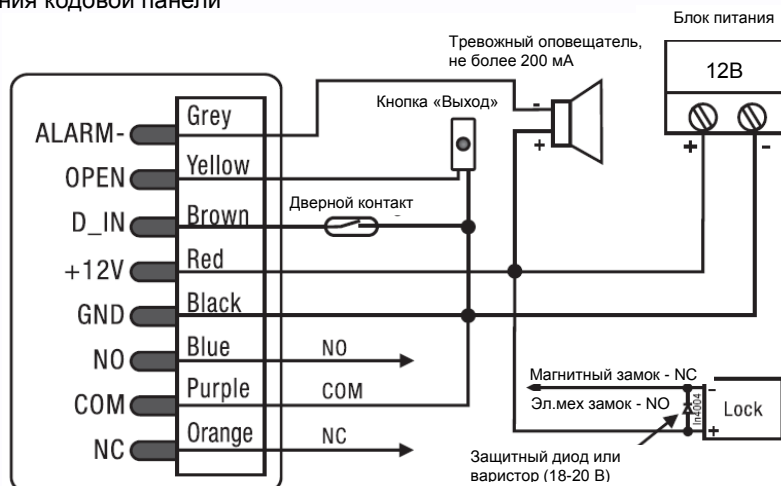 ния кодовой панели
Блок питания
Тревожный оповещатель,
не более 200 мА
12В
Кнопка «Выход»
ALARM-
Grey
-
+
+
-
OPEN
Yellow
D_IN
Brown
Дверной контакт
+12V
Red
GND
Black
NO
Blue
NO
COM
Purple
COM
NC
Orange
NC
Магнитный замок - NC
Эл.мех замок - NO
In4004
-
+
Lock
Защитный диод или
варистор (18-20 В)